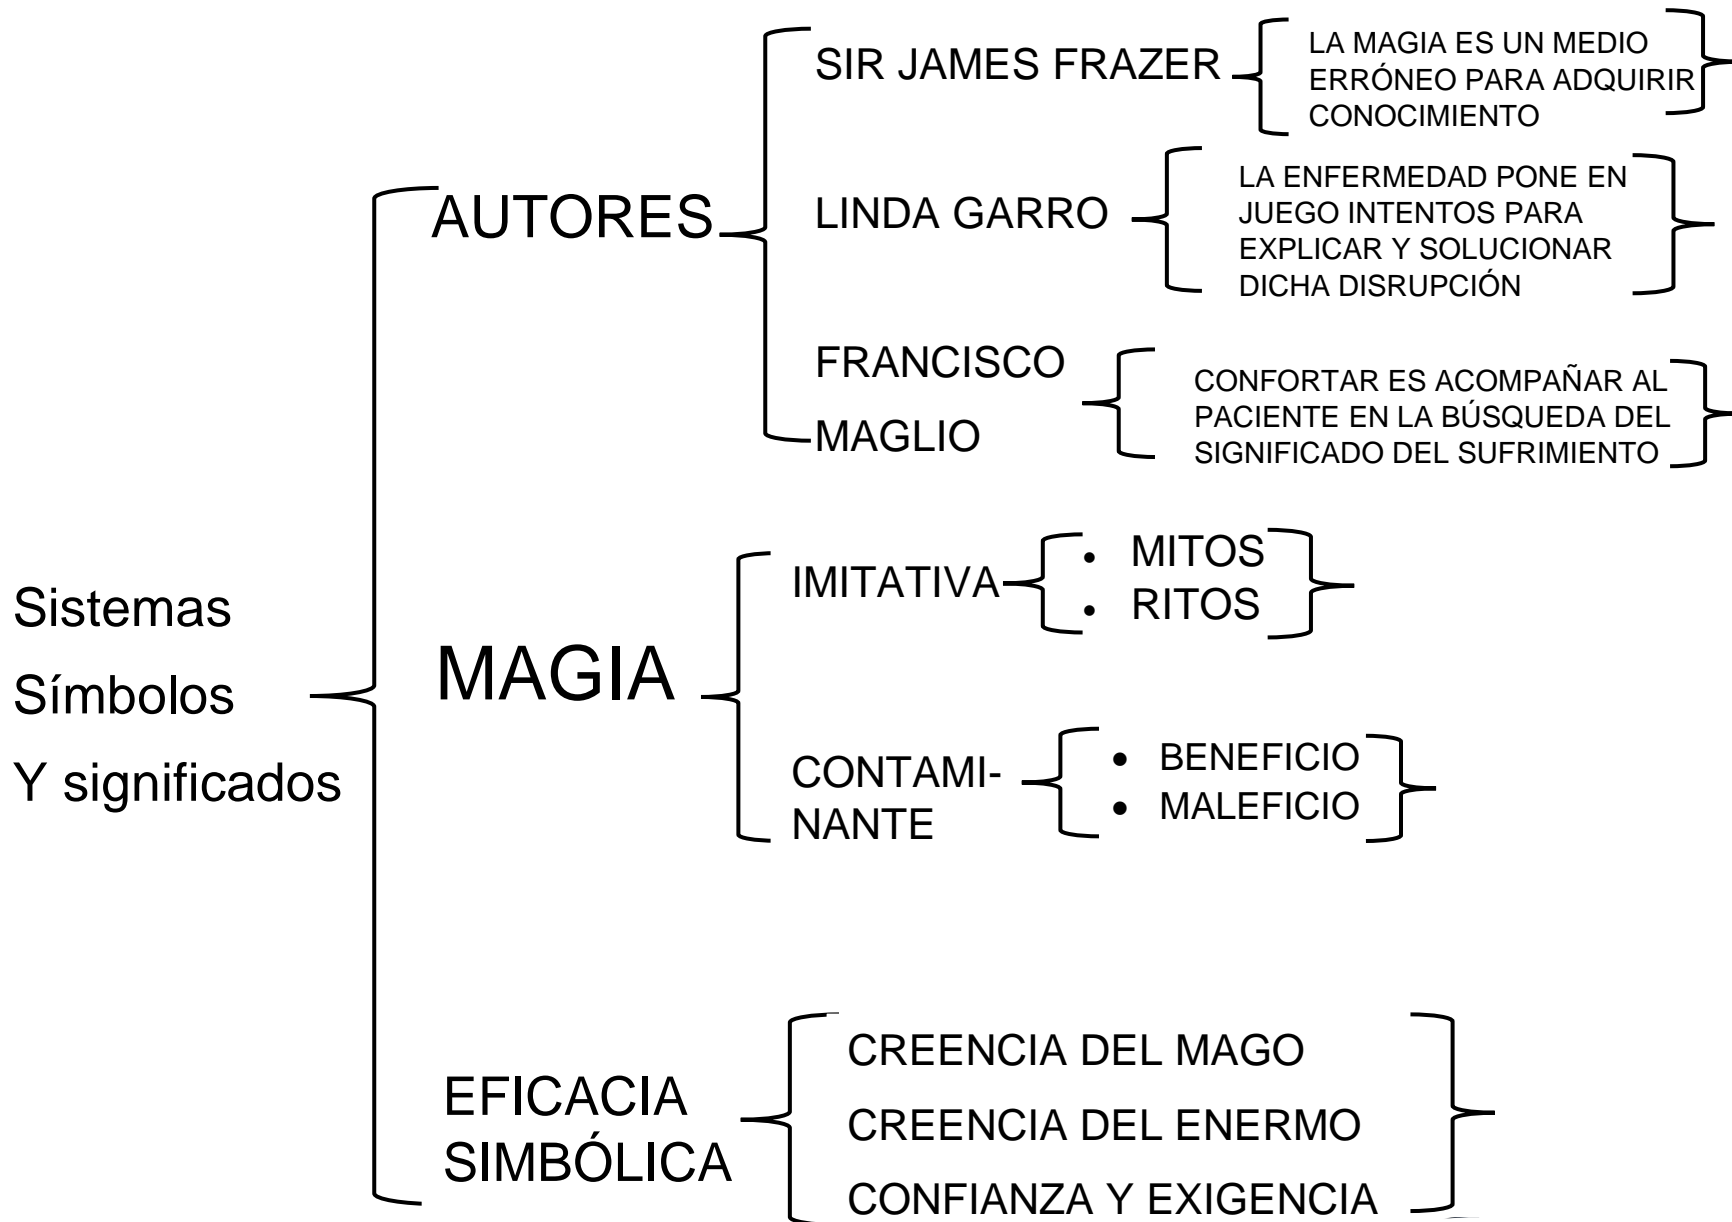 Sistemas
Símbolos
Y significados
AUTORES
SIR JAMES FRAZER
LA MAGIA ES UN MEDIO
ERRÓNEO PARA ADQUIRIR
CONOCIMIENTO
LINDA GARRO
LA ENFERMEDAD PONE EN
JUEGO INTENTOS PARA
EXPLICAR Y SOLUCIONAR
DICHA DISRUPCIÓN
FRANCISCO
MAGLIO
CONFORTAR ES ACOMPAÑAR AL
PACIENTE EN LA BÚSQUEDA DEL
SIGNIFICADO DEL SUFRIMIENTO
MAGIA
IMITATIVA
• MITOS
• RITOS
CONTAMI-
NANTE
• BENEFICIO
• MALEFICIO
EFICACIA
SIMBÓLICA
CREENCIA DEL MAGO
CREENCIA DEL ENERMO
CONFIANZA Y EXIGENCIA